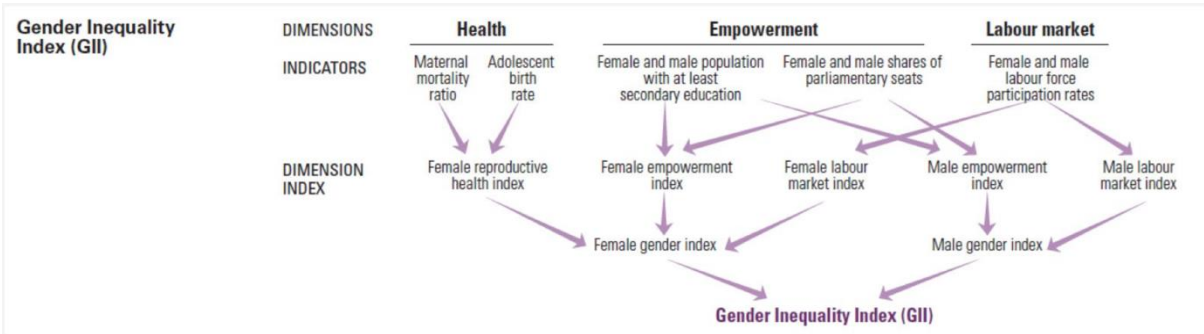 Gender Inequality
Index (GII)
DIMENSIONS
Health
Empowerment
Labour market
INDICATORS
Maternal
mortality
ratio
Adolescent
birth
rate
Female and male population
with at least
secondary education
Female and male shares of
parliamentary seats
Female and male
labour force
participation rates
DIMENSION
INDEX
Female reproductive
health index
Female empowerment
index
Female labour
market index
Male empowerment
index
Male labour
market index
Female gender index
Male gender index
Gender Inequality Index (GII)